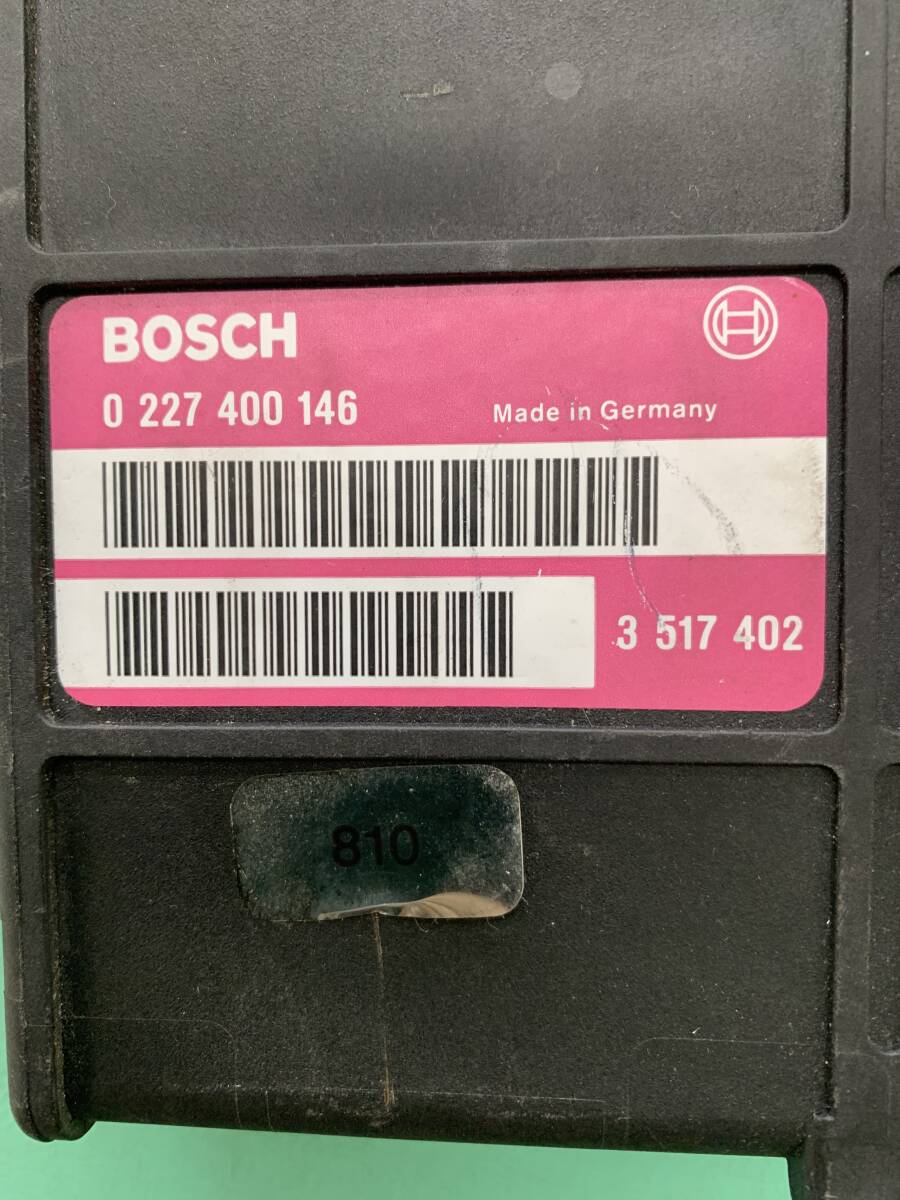 BOSCH
0 227 400 146
Made in Germany
3 517 402
810